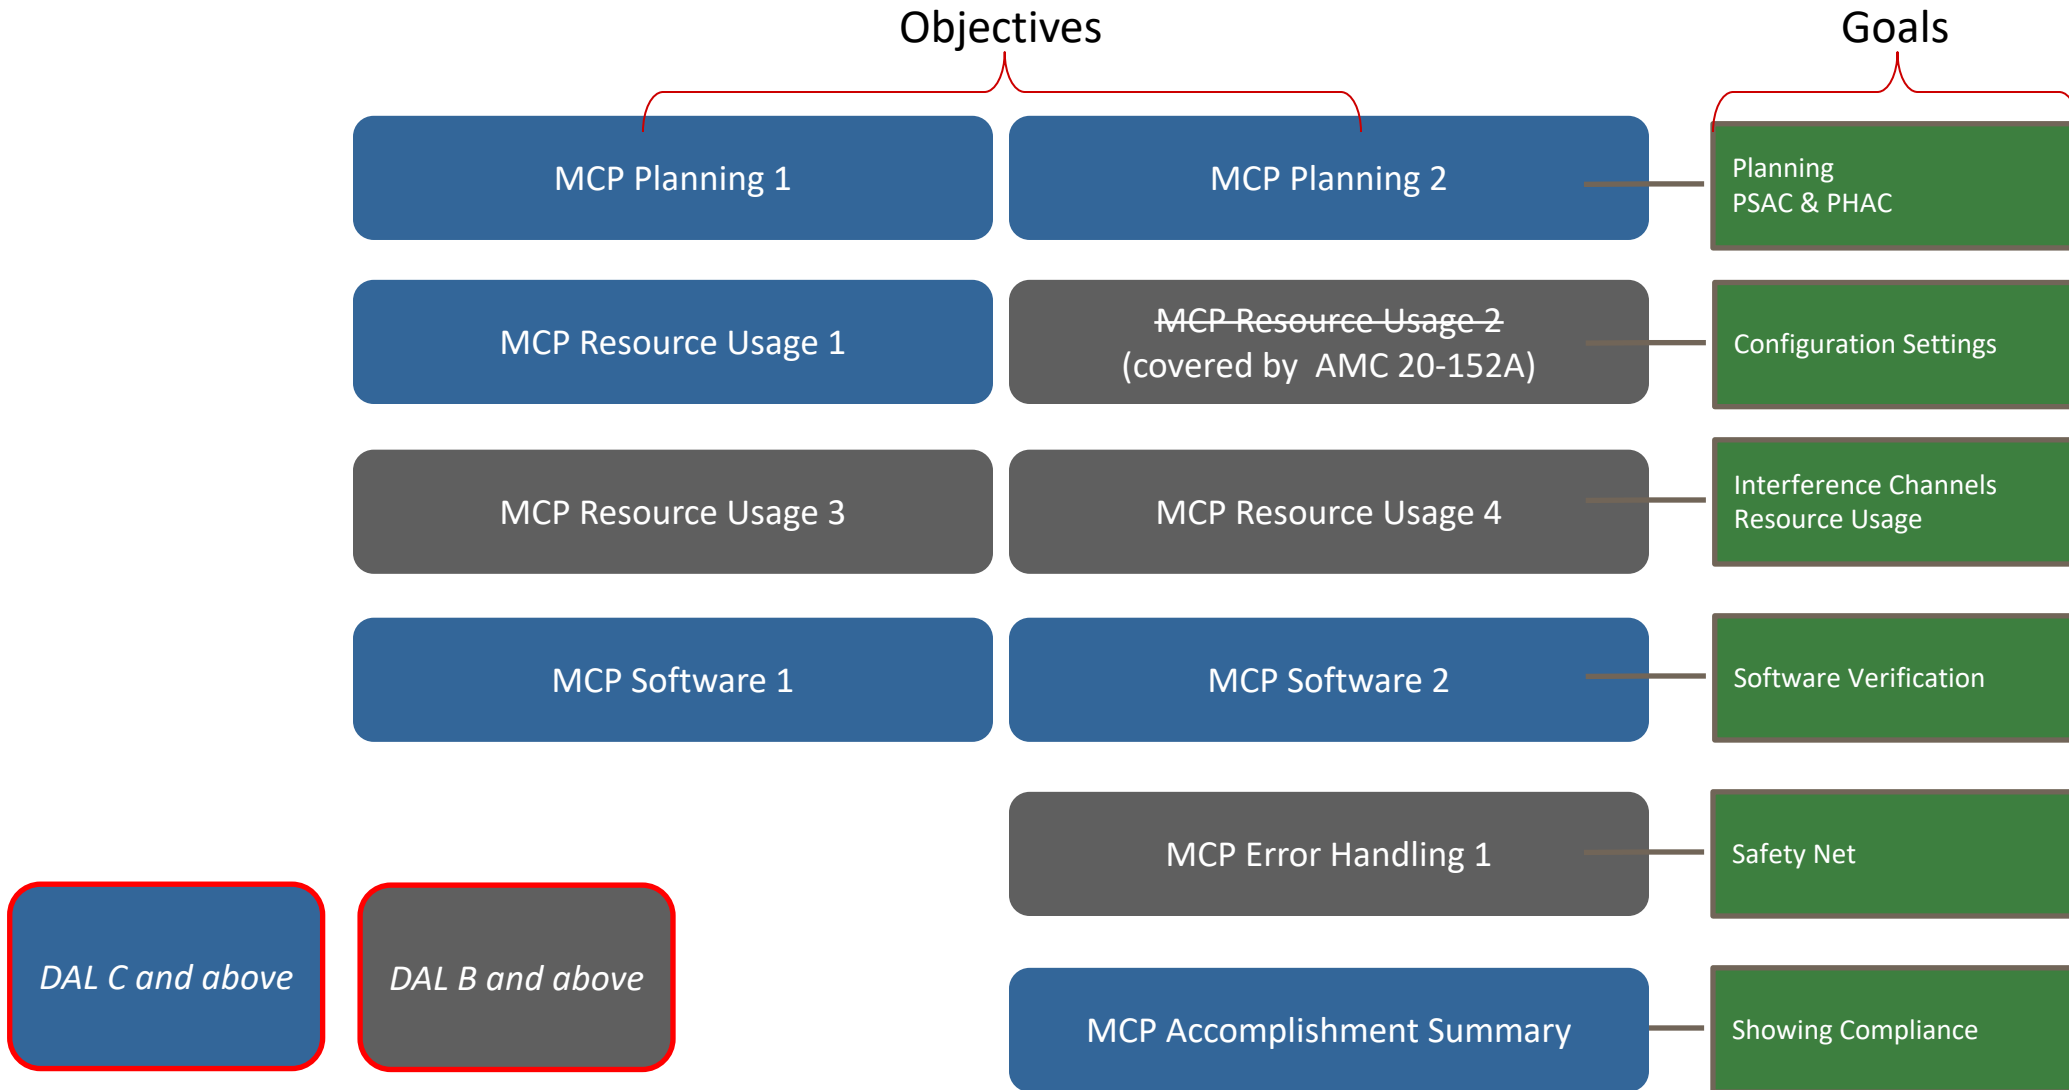 Objectives
Goals
MCP Planning 1
MCP Planning 2
Planning
PSAC & PHAC
MCP Resource Usage 1
MCP Resource Usage 2
(covered by  AMC 20-152A)
Configuration Settings
MCP Resource Usage 3
MCP Resource Usage 4
Interference Channels
Resource Usage
MCP Software 1
MCP Software 2
Software Verification
MCP Error Handling 1
Safety Net
DAL C and above
DAL B and above
MCP Accomplishment Summary
Showing Compliance